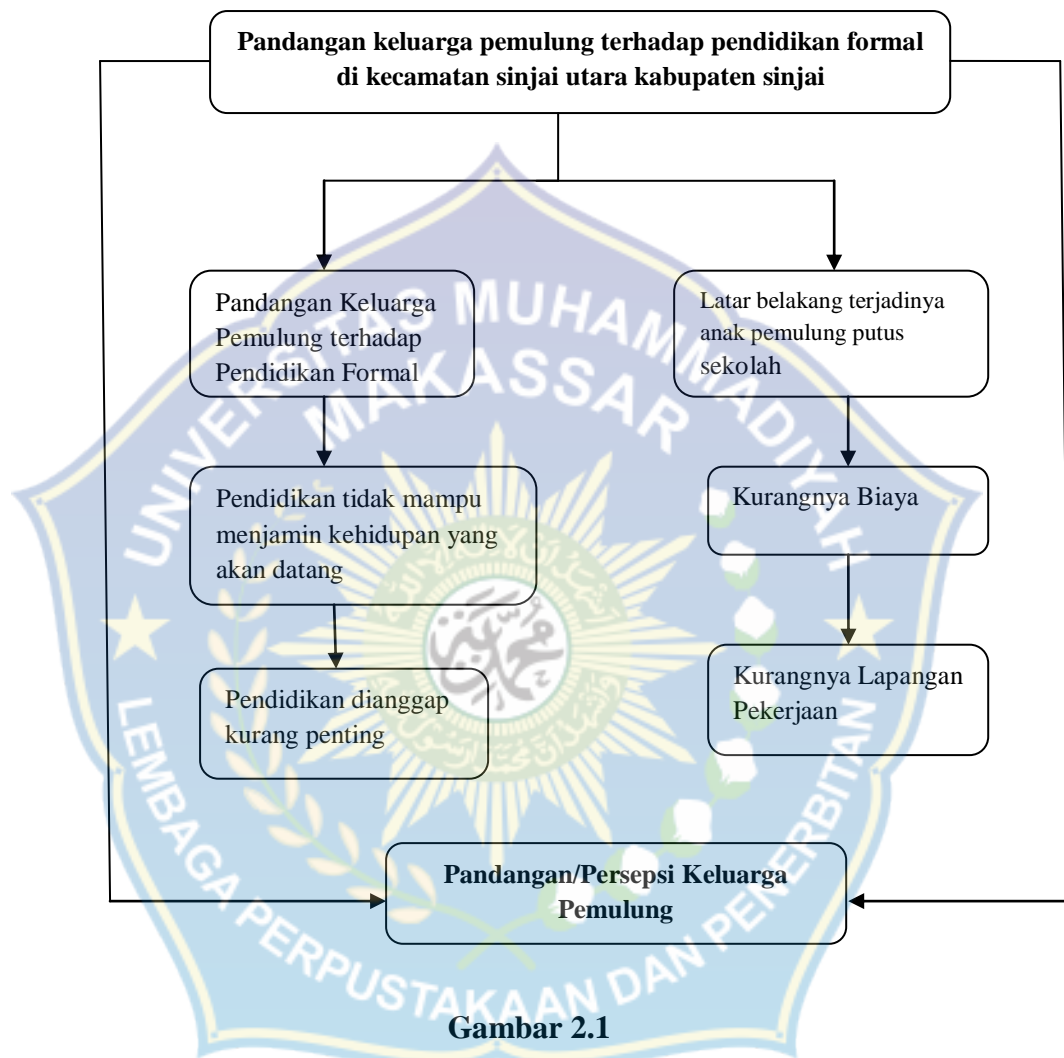 Pandangan keluarga pemulung terhadap pendidikan formal
di kecamatan sinjai utara kabupaten sinjai
Pandangan Keluarga
Pemulung terhadap
Pendidikan Formal
Latar belakang terjadinya
anak pemulung putus
sekolah
Pendidikan tidak mampu
menjamin kehidupan yang
akan datang
Kurangnya Biaya
Pendidikan dianggap
kurang penting
Kurangnya Lapangan
Pekerjaan
Pandangan/Persepsi Keluarga
Pemulung
Gambar 2.1
UNIVERSITAS MUHAMMADIYAH
MAKASSAR
LEMBAGA PERPUSTAKAAN DAN PENERBITAN